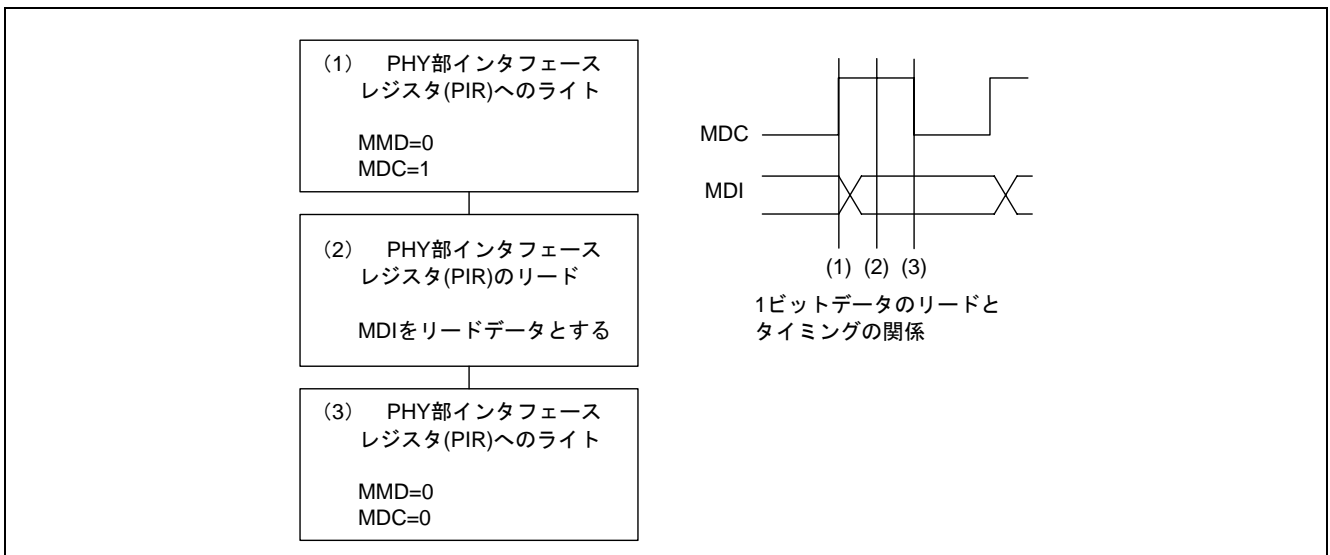 (1) PHY部インタフェース
レジスタ(PIR)へのライト
MMD=0
MDC=1
(2) PHY部インタフェース
レジスタ(PIR)のリード
MDIをリードデータとする
(3) PHY部インタフェース
レジスタ(PIR)へのライト
MMD=0
MDC=0
MDC
MDI
(1) (2) (3)
1ビットデータのリードと
タイミングの関係